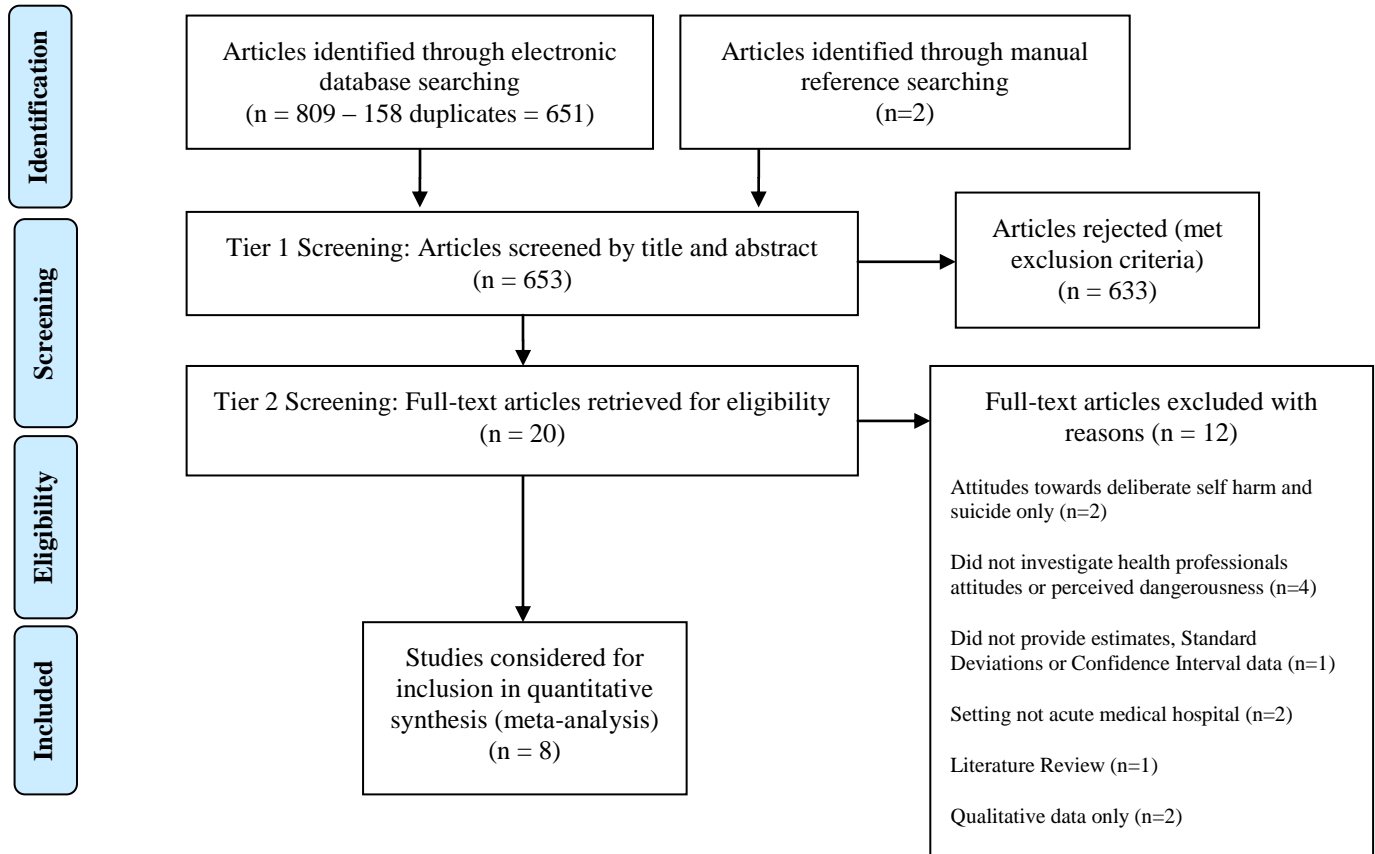 Identification
Articles identified through electronic
database searching
(n = 809 – 158 duplicates = 651)
Articles identified through manual
reference searching
(n=2)
Screening
Tier 1 Screening: Articles screened by title and abstract
(n = 653)
Articles rejected (met
exclusion criteria)
(n = 633)
Eligibility
Tier 2 Screening: Full-text articles retrieved for eligibility
(n = 20)
Full-text articles excluded with
reasons (n = 12)
Attitudes towards deliberate self harm and
suicide only (n=2)
Did not investigate health professionals
attitudes or perceived dangerousness (n=4)
Did not provide estimates, Standard
Deviations or Confidence Interval data (n=1)
Setting not acute medical hospital (n=2)
Literature Review (n=1)
Qualitative data only (n=2)
Included
Studies considered for
inclusion in quantitative
synthesis (meta-analysis)
(n = 8)